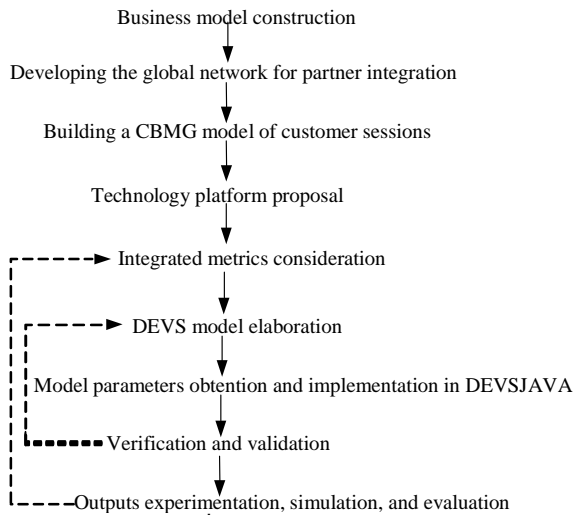 Business model construction
Developing the global network for partner integration
Building a CBMG model of customer sessions
Technology platform proposal
Integrated metrics consideration
DEVS model elaboration
Model parameters obtention and implementation in DEVSJAVA
Verification and validation
Outputs experimentation, simulation, and evaluation